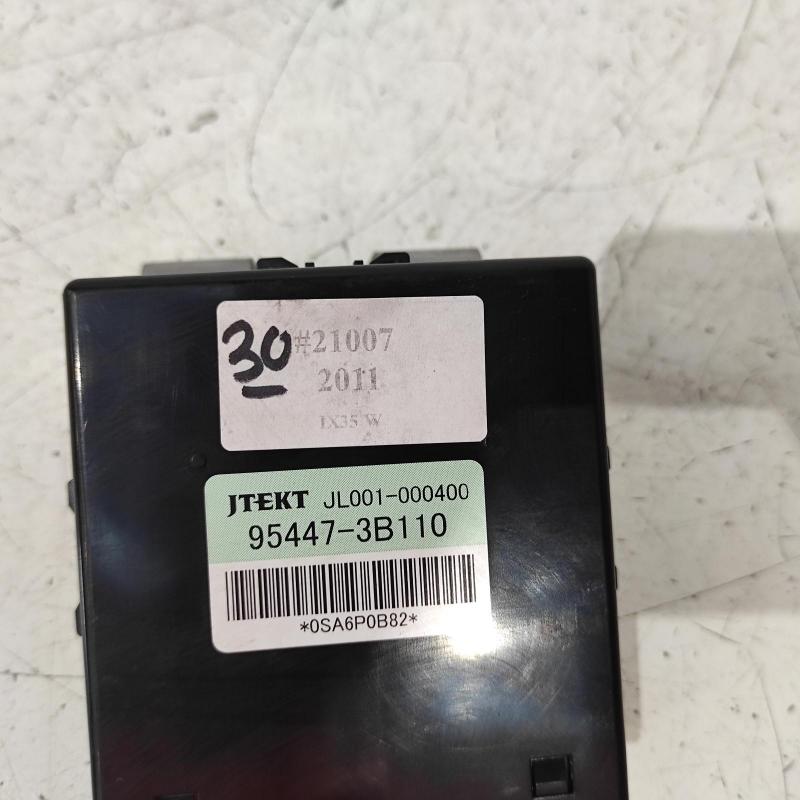 30 #21007
2011
IX35 W
JTEKT JL001-000400
95447-3B110
*0SA6P0B82*